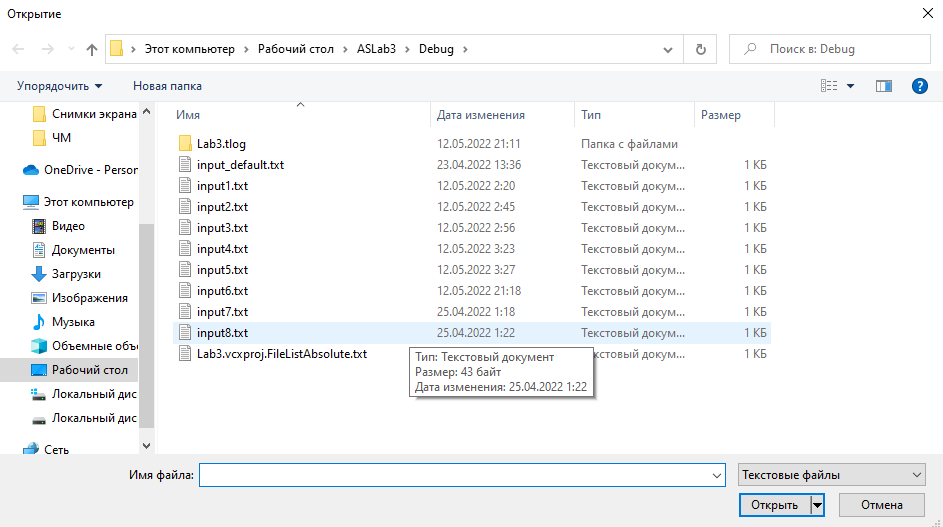 Открытие
Этот компьютер > Рабочий стол > ASLab3 > Debug >
Поиск в: Debug
Упорядочить
Новая папка
Снимки экрана
ЧМ
OneDrive - Person
Этот компьютер
Видео
Документы
Загрузки
Изображения
Музыка
Объемные объ
Рабочий стол
Локальный дис
Локальный дис
Сеть
Имя Дата изменения Тип Размер
Lab3.tlog 12.05.2022 21:11 Папка с файлами
input_default.txt 23.04.2022 13:36 Текстовый докум... 1 КБ
input1.txt 12.05.2022 2:20 Текстовый докум... 1 КБ
input2.txt 12.05.2022 2:45 Текстовый докум... 1 КБ
input3.txt 12.05.2022 2:56 Текстовый докум... 1 КБ
input4.txt 12.05.2022 3:23 Текстовый докум... 1 КБ
input5.txt 12.05.2022 3:27 Текстовый докум... 1 КБ
input6.txt 12.05.2022 21:18 Текстовый докум... 1 КБ
input7.txt 25.04.2022 1:18 Текстовый докум... 1 КБ
input8.txt 25.04.2022 1:22 Текстовый докум... 1 КБ
Lab3.vcxproj.FileListAbsolute.txt докум... 1 КБ
Тип: Текстовый документ
Размер: 43 байт
Дата изменения: 25.04.2022 1:22
Имя файла:
Текстовые файлы
Открыть
Отмена